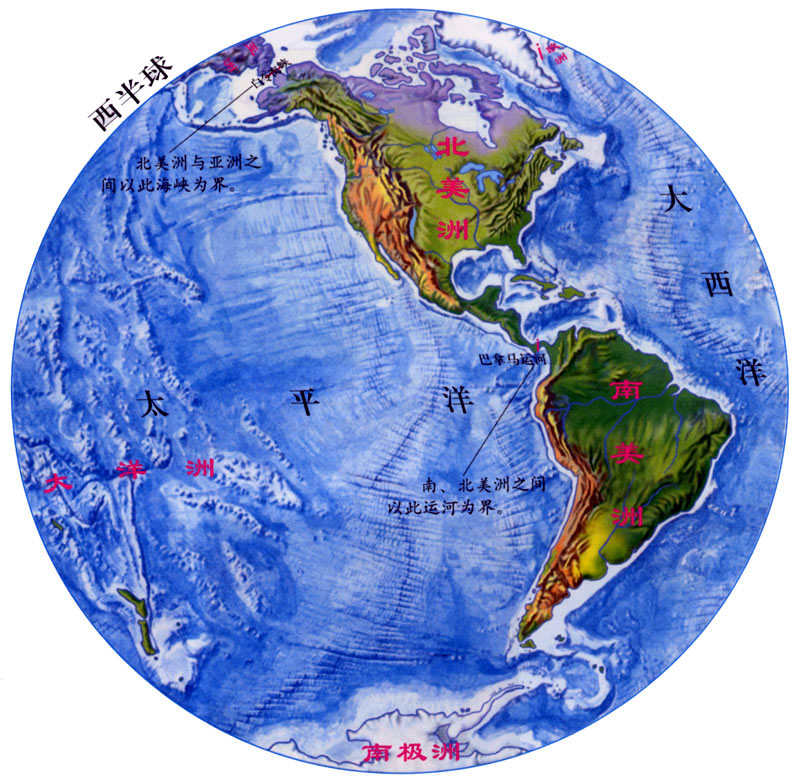 西半球
白令海峡
北美洲与亚洲之
间以此海峡为界。
北美洲
大西洋
巴拿马运河
太平洋
南美洲
大洋洲
南、北美洲之间
以此运河为界。
南极洲